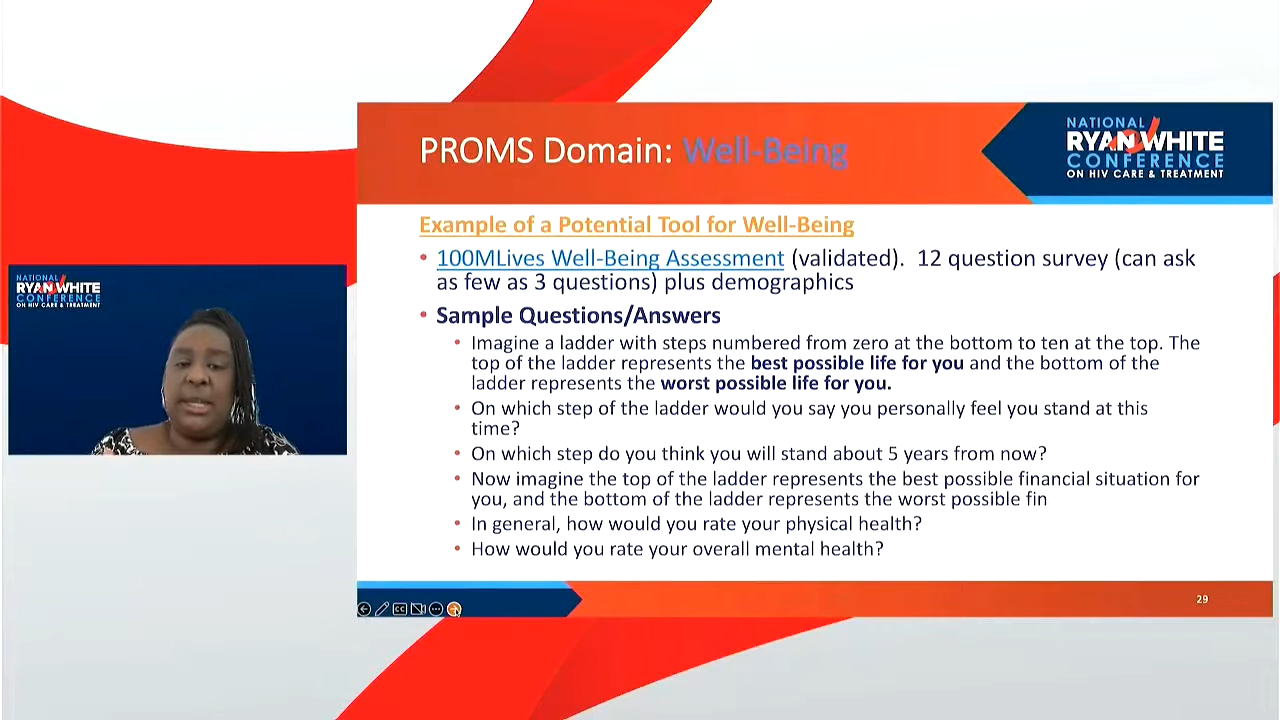 PROMS Domain: Well-Being
NATIONAL
RYAN WHITE
CONFERENCE
ON HIV CARE & TREATMENT
Example of a Potential Tool for Well-Being
• 100MLives Well-Being Assessment (validated). 12 question survey (can ask
as few as 3 questions) plus demographics
• Sample Questions/Answers
• Imagine a ladder with steps numbered from zero at the bottom to ten at the top. The
top of the ladder represents the best possible life for you and the bottom of the
ladder represents the worst possible life for you.
• On which step of the ladder would you say you personally feel you stand at this
time?
• On which step do you think you will stand about 5 years from now?
• Now imagine the top of the ladder represents the best possible financial situation for
you, and the bottom of the ladder represents the worst possible fin
• In general, how would you rate your physical health?
• How would you rate your overall mental health?
29
CC
NATIONAL
RYAN WHITE
CONFERENCE
ON HIV CARE & TREATMENT